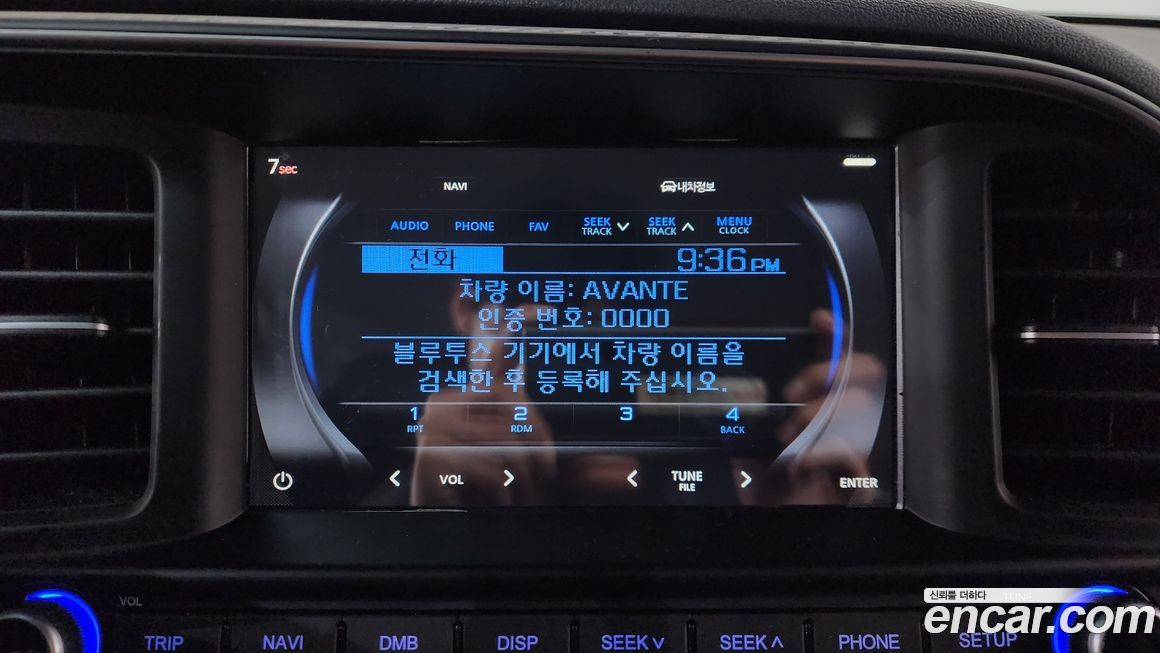 7sec
NAVI 내차정보
AUDIO PHONE FAV SEEK TRACK SEEK TRACK MENU CLOCK
전화 9:36 PM
차량 이름: AVANTE
인증 번호: 0000
블루투스 기기에서 차량 이름을
검색한 후 등록해 주십시오.
1 RPT 2 RDM 3 4 BACK
< VOL > < TUNE FILE > ENTER
VOL TUNE
TRIP NAVI DMB DISP SEEK ∨ SEEK ∧ PHONE SETUP
신뢰를 더하다
encar.com